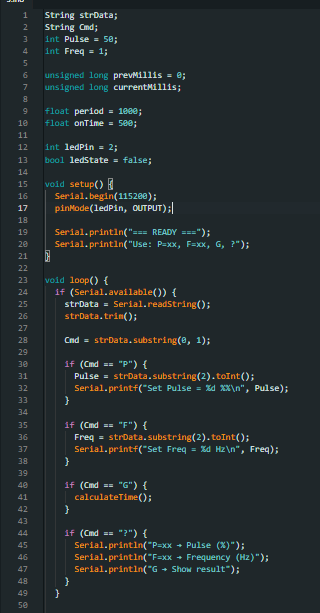 1 String strData;
2 String Cmd;
3 int Pulse = 50;
4 int Freq = 1;
5
6 unsigned long prevMillis = 0;
7 unsigned long currentMillis;
8
9 float period = 1000;
10 float onTime = 500;
11
12 int ledPin = 2;
13 bool ledState = false;
14
15 void setup() {
16 Serial.begin(115200);
17 pinMode(ledPin, OUTPUT);
18
19 Serial.println("=== READY ===");
20 Serial.println("Use: P=xx, F=xx, G, ?");
21 }
22
23 void loop() {
24 if (Serial.available()) {
25 strData = Serial.readString();
26 strData.trim();
27
28 Cmd = strData.substring(0, 1);
29
30 if (Cmd == "P") {
31 Pulse = strData.substring(2).toInt();
32 Serial.printf("Set Pulse = %d %%\n", Pulse);
33 }
34
35 if (Cmd == "F") {
36 Freq = strData.substring(2).toInt();
37 Serial.printf("Set Freq = %d Hz\n", Freq);
38 }
39
40 if (Cmd == "G") {
41 calculateTime();
42 }
43
44 if (Cmd == "?") {
45 Serial.println("P=xx → Pulse (%)");
46 Serial.println("F=xx → Frequency (Hz)");
47 Serial.println("G → Show result");
48 }
49 }
50